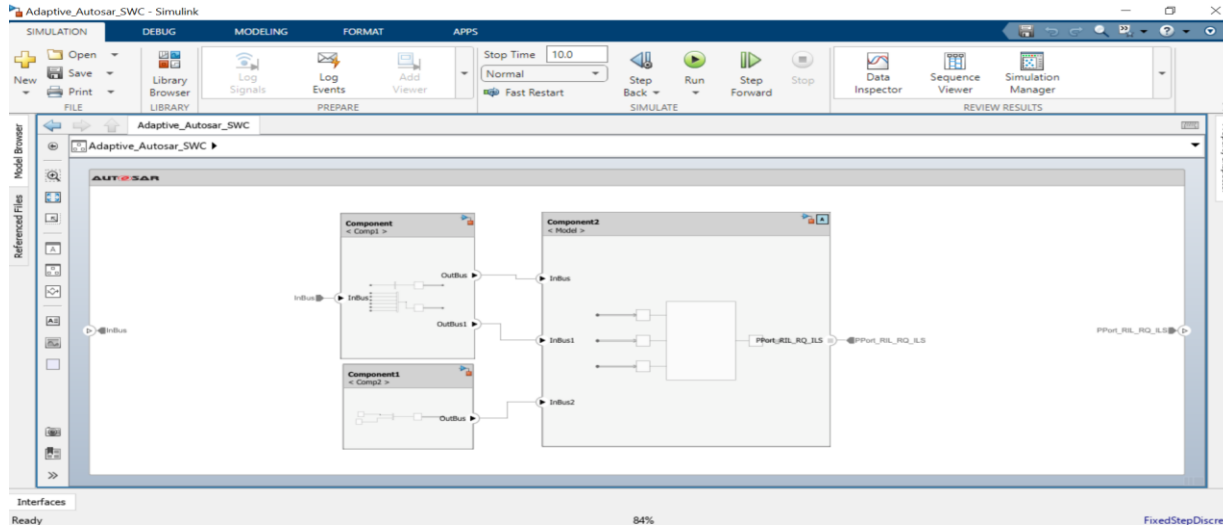 Adaptive_Autosar_SWC - Simulink
SIMULATION DEBUG MODELING FORMAT APPS
New
Open
Save
Print
FILE
Library Browser
LIBRARY
Log Signals
Log Events
Add Viewer
PREPARE
Stop Time 10.0
Normal
Fast Restart
Step Back
Run
Step Forward
Stop
SIMULATE
Data Inspector
Sequence Viewer
Simulation Manager
REVIEW RESULTS
Model Browser
Referenced Files
Adaptive_Autosar_SWC
Adaptive_Autosar_SWC
AUTOSAR
Component
< Comp1 >
OutBus
InBus
InBus
OutBus1
Component1
< Comp2 >
OutBus
Component2
< Model >
InBus
InBus1
InBus2
PPort_RIL_RQ_ILS
PPort_RIL_RQ_ILS
InBus
PPort_RIL_RQ_ILS
Interfaces
Ready
84%
FixedStepDiscre